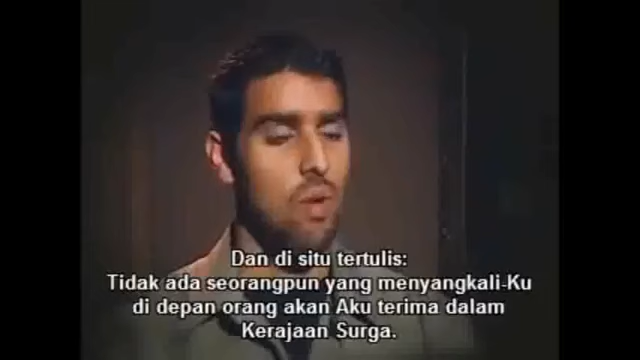 Dan di situ tertulis:
Tidak ada seorangpun yang menyangkali-Ku
di depan orang akan Aku terima dalam
Kerajaan Surga.